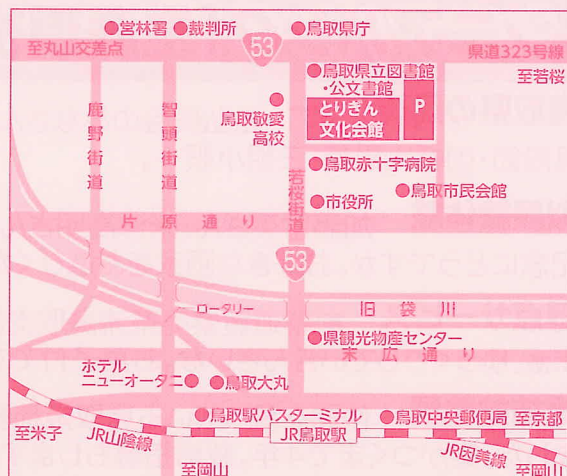 ●営林署 ●裁判所
●鳥取県庁
至丸山交差点
53
県道323号線
至若桜
●鳥取県立図書館
・公文書館
とりぎん
文化会館
P
●
鳥取敬愛
高校
鹿野街道
智頭街道
若桜街道
●鳥取赤十字病院
●市役所
●鳥取市民会館
片原通り
53
ロータリー
旧袋川
●県観光物産センター
末広通り
ホテル
ニューオータニ●
●鳥取大丸
●鳥取駅バスターミナル
●鳥取中央郵便局
至京都
至米子
JR山陰線
JR鳥取駅
JR因美線
至岡山
至岡山